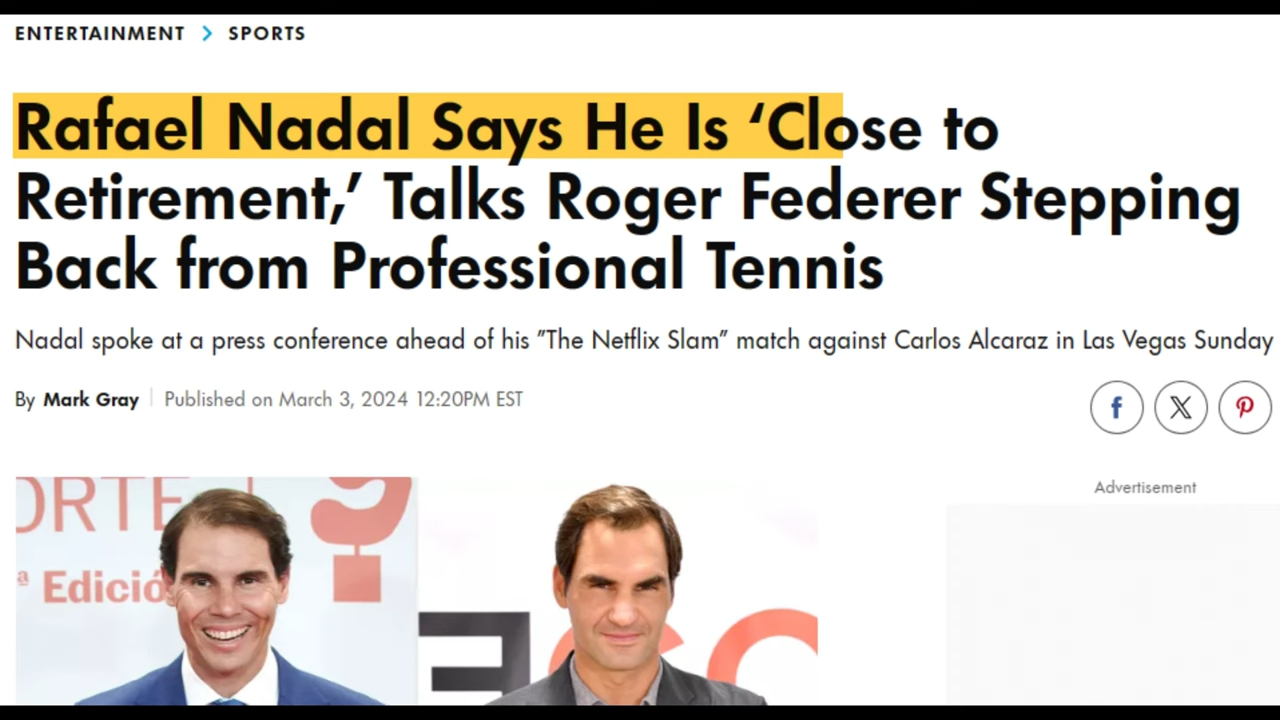 ENTERTAINMENT > SPORTS
Rafael Nadal Says He Is ‘Close to
Retirement,’ Talks Roger Federer Stepping
Back from Professional Tennis
Nadal spoke at a press conference ahead of his "The Netflix Slam" match against Carlos Alcaraz in Las Vegas Sunday
By Mark Gray | Published on March 3, 2024 12:20PM EST
Advertisement
ORTE
ª Edició